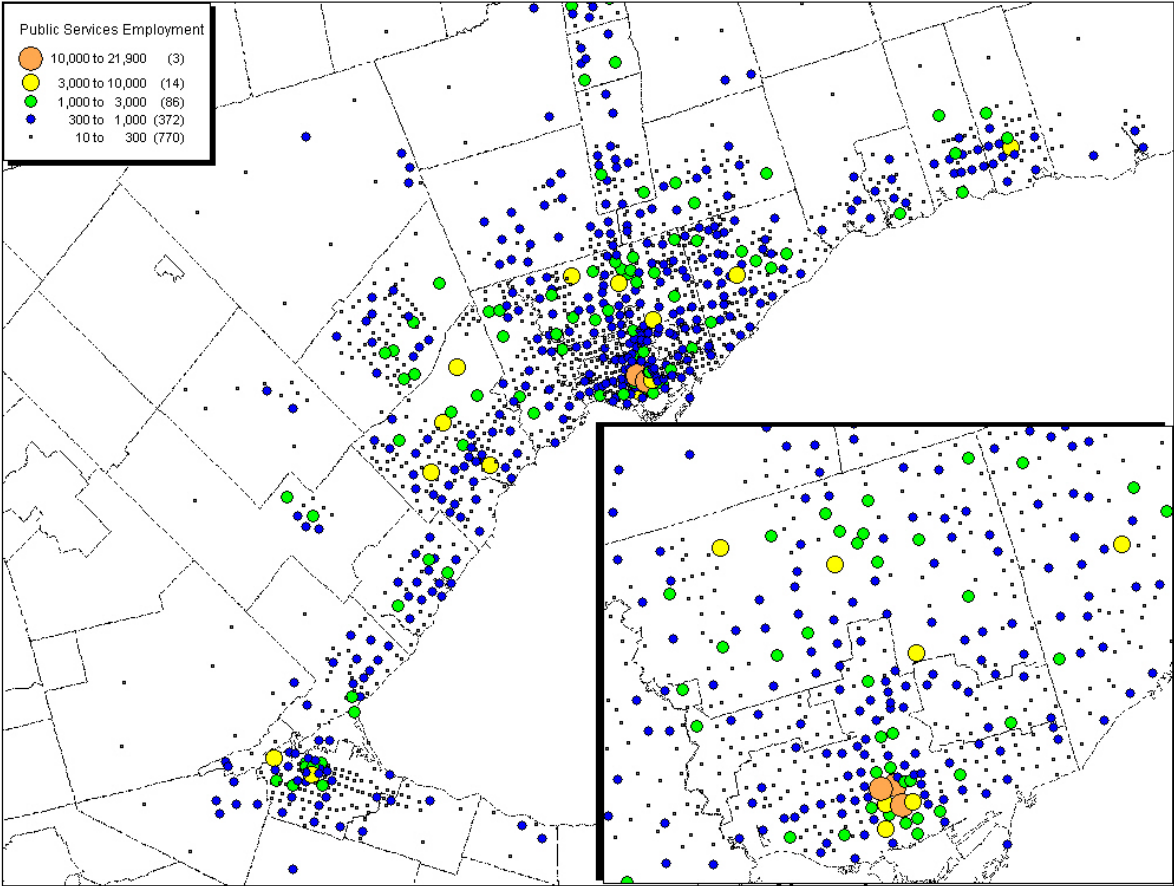 Public Services Employment
10,000 to 21,900 (3)
3,000 to 10,000 (14)
1,000 to 3,000 (86)
300 to 1,000 (372)
10 to 300 (770)